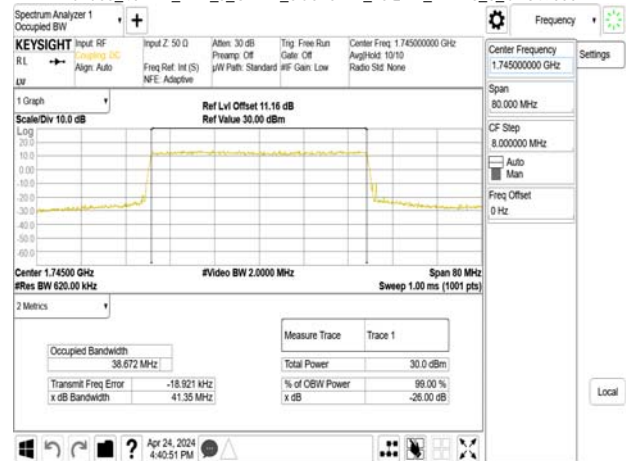 Spectrum Analyzer 1
Occupied BW
+
Frequency
KEYSIGHT
RL
Input: RF
Coupling: DC
Align: Auto
Input Z: 50 Ω
Freq Ref: Int (S)
NFE: Adaptive
Atten: 30 dB
Preamp: Off
µW Path: Standard
Trig: Free Run
Gate: Off
#IF Gain: Low
Center Freq: 1.745000000 GHz
Avg|Hold: 10/10
Radio Std: None
Center Frequency
1.745000000 GHz
Settings
Span
80.000 MHz
CF Step
8.000000 MHz
Auto
Man
Freq Offset
0 Hz
Local
1 Graph
Scale/Div 10.0 dB
Ref Lvl Offset 11.16 dB
Ref Value 30.00 dBm
Log
20.0
10.0
0.00
-10.0
-20.0
-30.0
-40.0
-50.0
-60.0
Center 1.74500 GHz
#Res BW 620.00 kHz
#Video BW 2.0000 MHz
Span 80 MHz
Sweep 1.00 ms (1001 pts)
2 Metrics
Measure Trace Trace 1
Occupied Bandwidth
38.672 MHz
Total Power 30.0 dBm
Transmit Freq Error -18.921 kHz
% of OBW Power 99.00 %
x dB Bandwidth 41.35 MHz
x dB -26.00 dB
?
Apr 24, 2024
4:40:51 PM